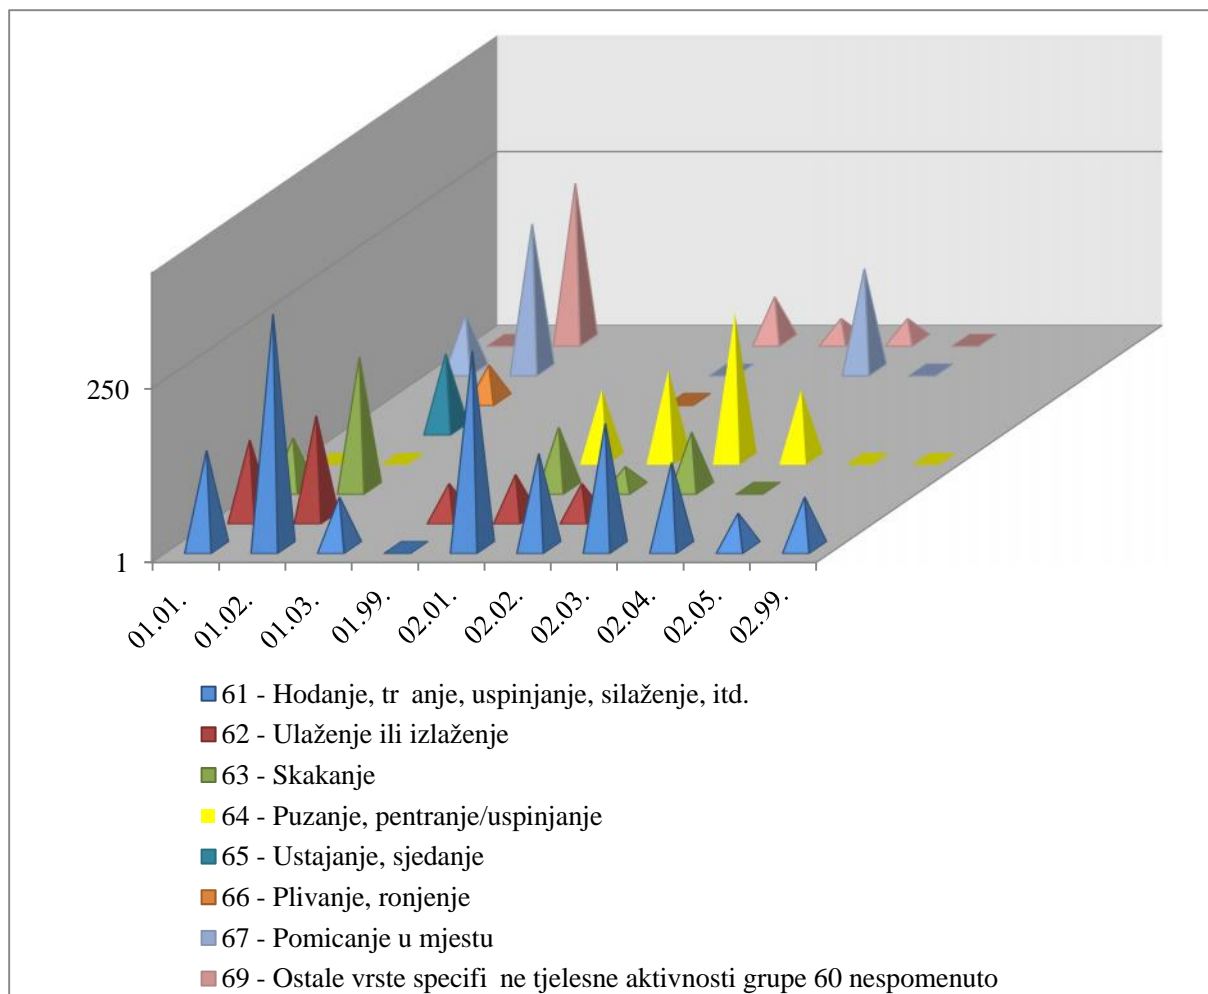 250
1
01.01.
01.02.
01.03.
01.99.
02.01.
02.02.
02.03.
02.04.
02.05.
02.99.
61 - Hodanje, tr anje, uspinjanje, silaženje, itd.
62 - Ulaženje ili izlaženje
63 - Skakanje
64 - Puzanje, pentranje/uspinjanje
65 - Ustajanje, sjedanje
66 - Plivanje, ronjenje
67 - Pomicanje u mjestu
69 - Ostale vrste specifi ne tjelesne aktivnosti grupe 60 nespomenuto